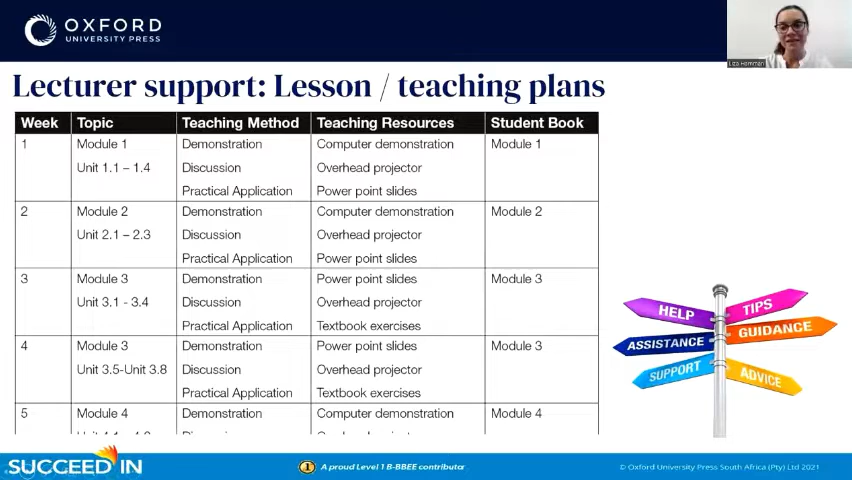 OXFORD
UNIVERSITY PRESS
Lecturer support: Lesson / teaching plans
Week Topic Teaching Method Teaching Resources Student Book
1 Module 1 Demonstration Computer demonstration Module 1
Unit 1.1 – 1.4 Discussion Overhead projector
Practical Application Power point slides
2 Module 2 Demonstration Computer demonstration Module 2
Unit 2.1 – 2.3 Discussion Overhead projector
Practical Application Power point slides
3 Module 3 Demonstration Power point slides Module 3
Unit 3.1 - 3.4 Discussion Overhead projector
Practical Application Textbook exercises
4 Module 3 Demonstration Power point slides Module 3
Unit 3.5-Unit 3.8 Discussion Overhead projector
Practical Application Textbook exercises
5 Module 4 Demonstration Computer demonstration Module 4
HELP
TIPS
ASSISTANCE
GUIDANCE
SUPPORT
ADVICE
SUCCEED IN
1 A proud Level 1 B-BBEE contributor
© Oxford University Press South Africa (Pty) Ltd 2021